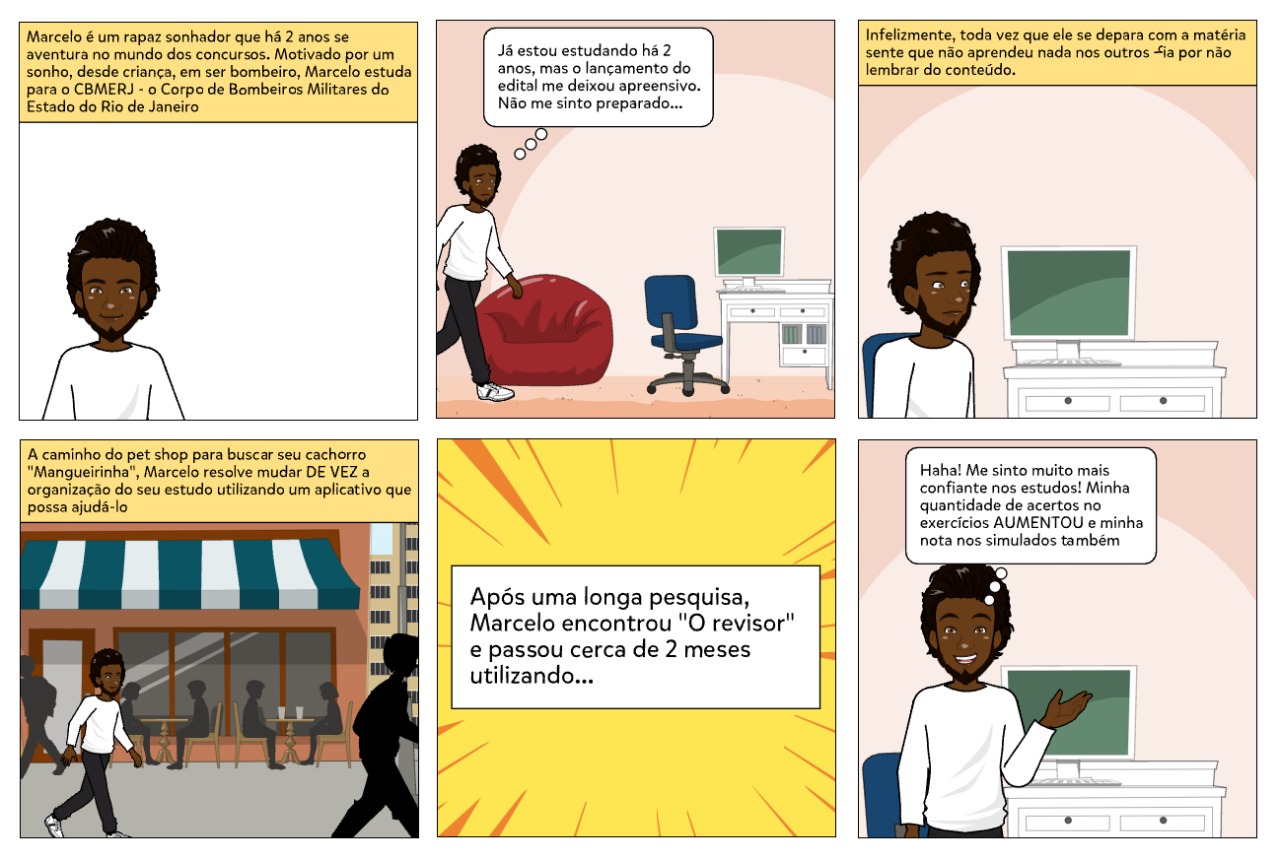 Marcelo é um rapaz sonhador que há 2 anos se
aventura no mundo dos concursos. Motivado por um
sonho, desde criança, em ser bombeiro, Marcelo estuda
para o CBMERJ - o Corpo de Bombeiros Militares do
Estado do Rio de Janeiro
Já estou estudando há 2
anos, mas o lançamento do
edital me deixou apreensivo.
Não me sinto preparado...
Infelizmente, toda vez que ele se depara com a matéria
sente que não aprendeu nada nos outros dia por não
lembrar do conteúdo.
A caminho do pet shop para buscar seu cachorro
"Mangueirinha", Marcelo resolve mudar DE VEZ a
organização do seu estudo utilizando um aplicativo que
possa ajudá-lo
Após uma longa pesquisa,
Marcelo encontrou "O revisor"
e passou cerca de 2 meses
utilizando...
Haha! Me sinto muito mais
confiante nos estudos! Minha
quantidade de acertos no
exercícios AUMENTOU e minha
nota nos simulados também